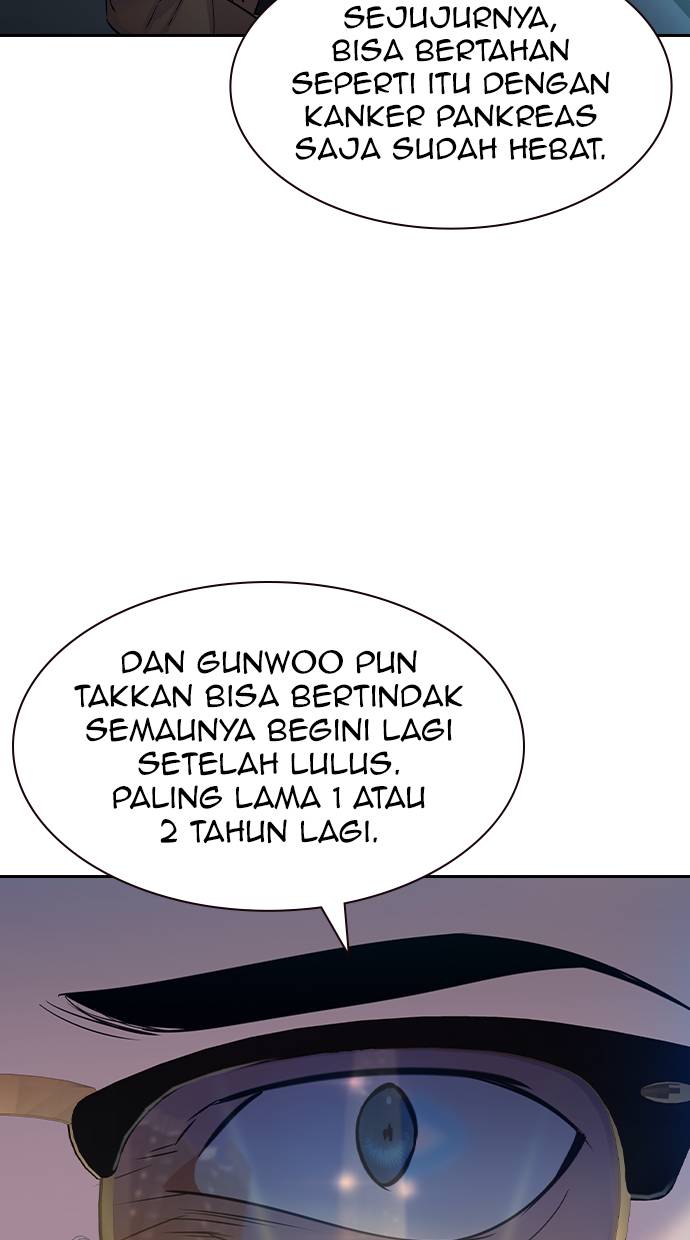 SEJUJURNYA,
BISA BERTAHAN
SEPERTI ITU DENGAN
KANKER PANKREAS
SAJA SUDAH HEBAT.
DAN GUNWOO PUN
TAKKAN BISA BERTINDAK
SEMAUNYA BEGINI LAGI
SETELAH LULUS.
PALING LAMA 1 ATAU
2 TAHUN LAGI.